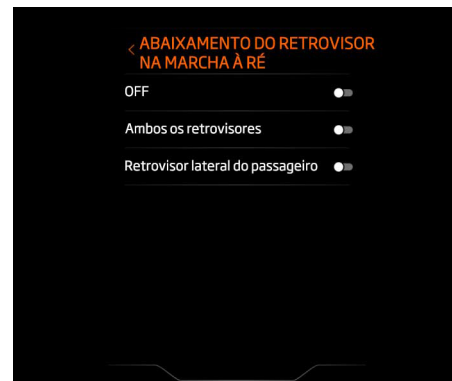 ABAIXAMENTO DO RETROVISOR
NA MARCHA À RÉ
OFF
Ambos os retrovisores
Retrovisor lateral do passageiro